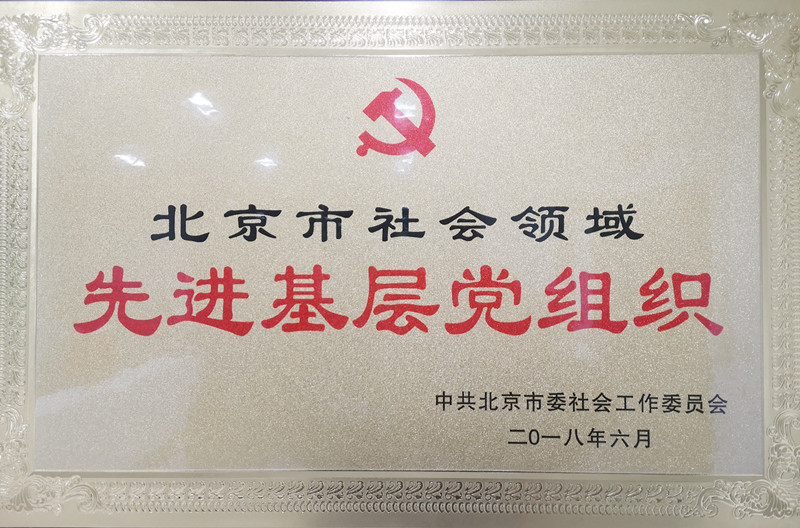 北京市社会领域
先进基层党组织
中共北京市委社会工作委员会
二0一八年六月